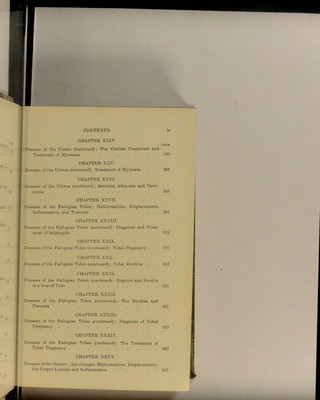 CONTENTS. ix
CHAPTER XXIV.
PAGE
Diseases of the Uterus (continued); The Clinical Characters and
Treatment of Myomata
CHAPTER XXV.
Diseases of the Uterus (continued); Treatment of Myomata
CHAPTER XXVI.
Diseases of the Uterus (continued); Sarcoma, Adenoma and Carci-
noma
CHAPTER XXVII.
Diseases of the Fallopian Tubes; Malformations, Displacements,
Inflammation and Tumours
CHAPTER XXVIII.
Diseases of the Fallopian Tubes (continued); Diagnosis and Treat-
ment of Salpingitis
CHAPTER XXIX.
Diseases of the Fallopian Tubes (continued); Tubal Pregnancy
CHAPTER XXX.
Diseases of the Fallopian Tubes (continued); Tubal Abortion
CHAPTER XXXI.
Diseases of the Fallopian Tubes (continued); Rupture and
of a Gravid Tube
CHAPTER XXXII.
Diseases of the Fallopian Tubes (continued); The Decidua and
Placenta
CHAPTER XXXIII.
Diseases of the Fallopian Tubes (continued); Diagnosis of Tubal
Pregnancy
CHAPTER XXXIV.
Diseases of the Fallopian Tubes (continued); The Treatment of
Tubal Pregnancy
CHAPTER XXXV.
Diseases of the Ovaries; Age changes, Malformations, Displacements;
the Corpus Luteum and Inflammation